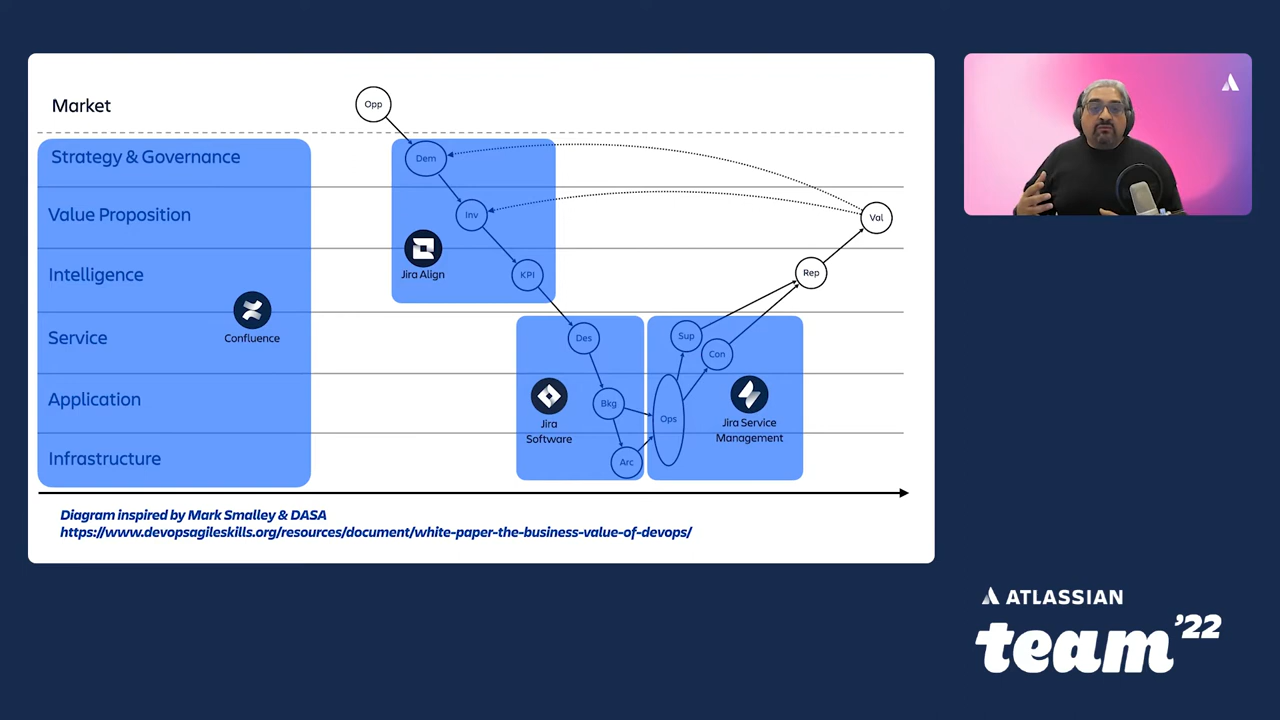 Market
Opp
Strategy & Governance
Dem
Value Proposition
Inv
Val
Intelligence
Jira Align
KPI
Rep
Confluence
Service
Des
Sup
Con
Application
Jira
Software
Bkg
Ops
Jira Service
Management
Infrastructure
Arc
Diagram inspired by Mark Smalley & DASA
https://www.devopsagileskills.org/resources/document/white-paper-the-business-value-of-devops/
ATLASSIAN
team '22